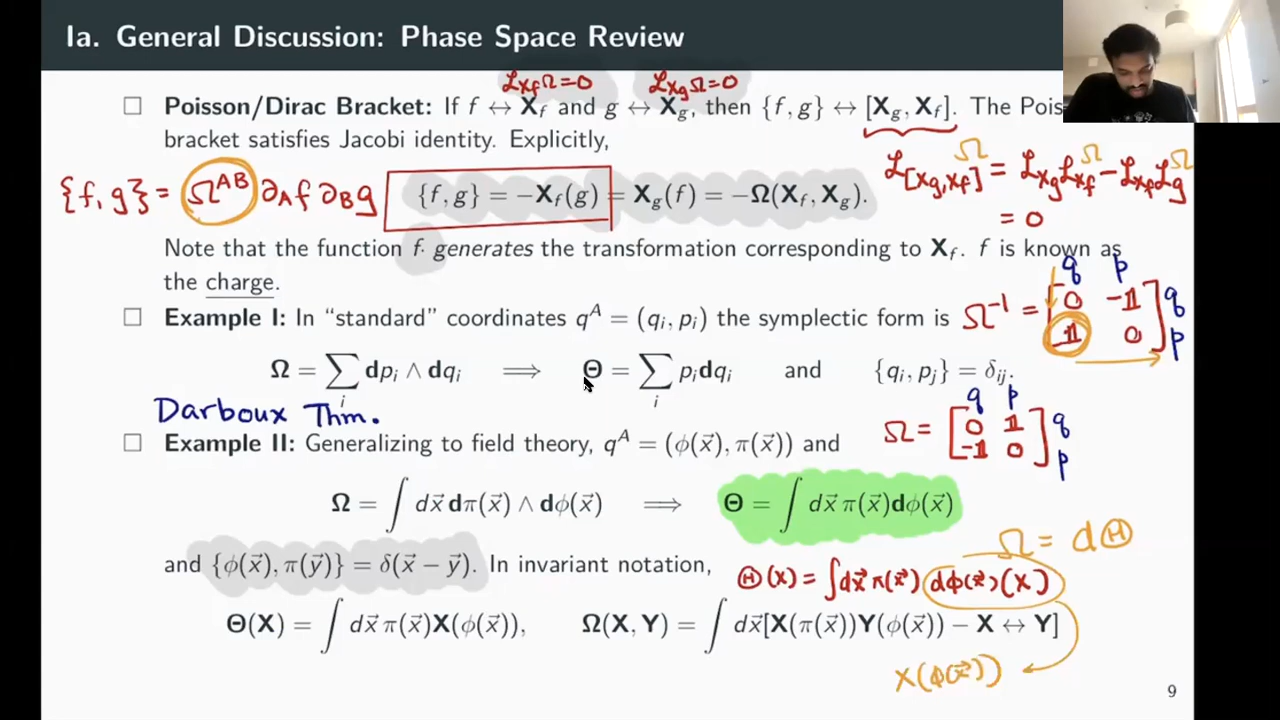 Ia. General Discussion: Phase Space Review
ℒ_{X_f}Ω=0 ℒ_{X_g}Ω=0
□ Poisson/Dirac Bracket: If f ↔ X_f and g ↔ X_g, then {f, g} ↔ [X_g, X_f]. The Pois
bracket satisfies Jacobi identity. Explicitly,
ℒ_{[X_g,X_f]}Ω = ℒ_{X_g}ℒ_{X_f}Ω − ℒ_{X_f}ℒ_{X_g}Ω
= 0
{f,g} = Ω^{AB} ∂_A f ∂_B g
{f, g} = −X_f(g) = X_g(f) = −Ω(X_f, X_g).
Note that the function f generates the transformation corresponding to X_f. f is known as
the charge.
□ Example I: In “standard” coordinates q^A = (q_i, p_i) the symplectic form is
q p
Ω^{-1} = [0 -1] q
[1 0] p
Ω = ∑_i dp_i ∧ dq_i ⟹ Θ = ∑_i p_i dq_i and {q_i, p_j} = δ_{ij}.
Darboux Thm.
q p
Ω = [0 1] q
[-1 0] p
□ Example II: Generalizing to field theory, q^A = (ϕ(x⃗), π(x⃗)) and
Ω = ∫ dx⃗ dπ(x⃗) ∧ dϕ(x⃗) ⟹ Θ = ∫ dx⃗ π(x⃗)dϕ(x⃗)
Ω = dΘ
and {ϕ(x⃗), π(y⃗)} = δ(x⃗ − y⃗). In invariant notation,
Θ(X) = ∫dx⃗ π(x⃗) dϕ(x⃗)(X)
Θ(X) = ∫ dx⃗ π(x⃗)X(ϕ(x⃗)), Ω(X, Y) = ∫ dx⃗[X(π(x⃗))Y(ϕ(x⃗)) − X ↔ Y]
X(ϕ(x⃗))
9